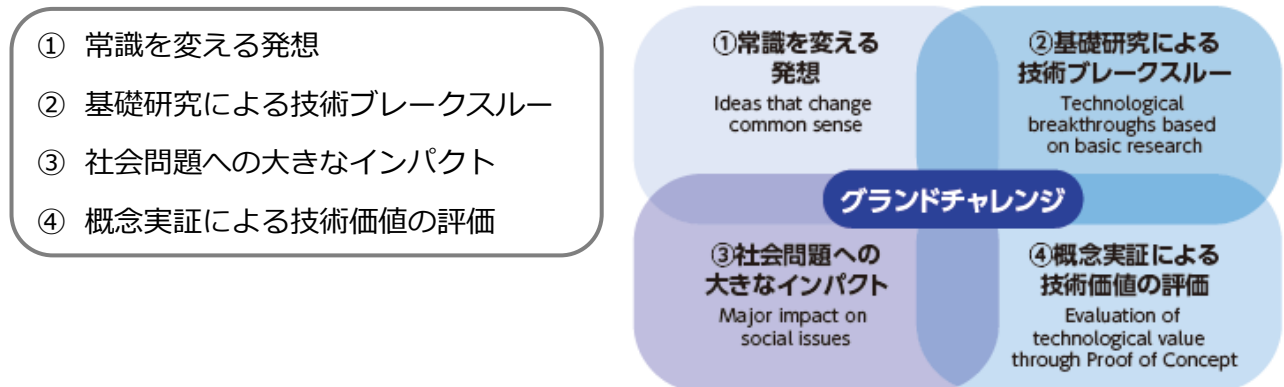 ① 常識を変える発想
② 基礎研究による技術ブレークスルー
③ 社会問題への大きなインパクト
④ 概念実証による技術価値の評価
①常識を変える
発想
Ideas that change
common sense
②基礎研究による
技術ブレークスルー
Technological
breakthroughs based
on basic research
グランドチャレンジ
③社会問題への
大きなインパクト
Major impact on
social issues
④概念実証による
技術価値の評価
Evaluation of
technological value
through Proof of Concept